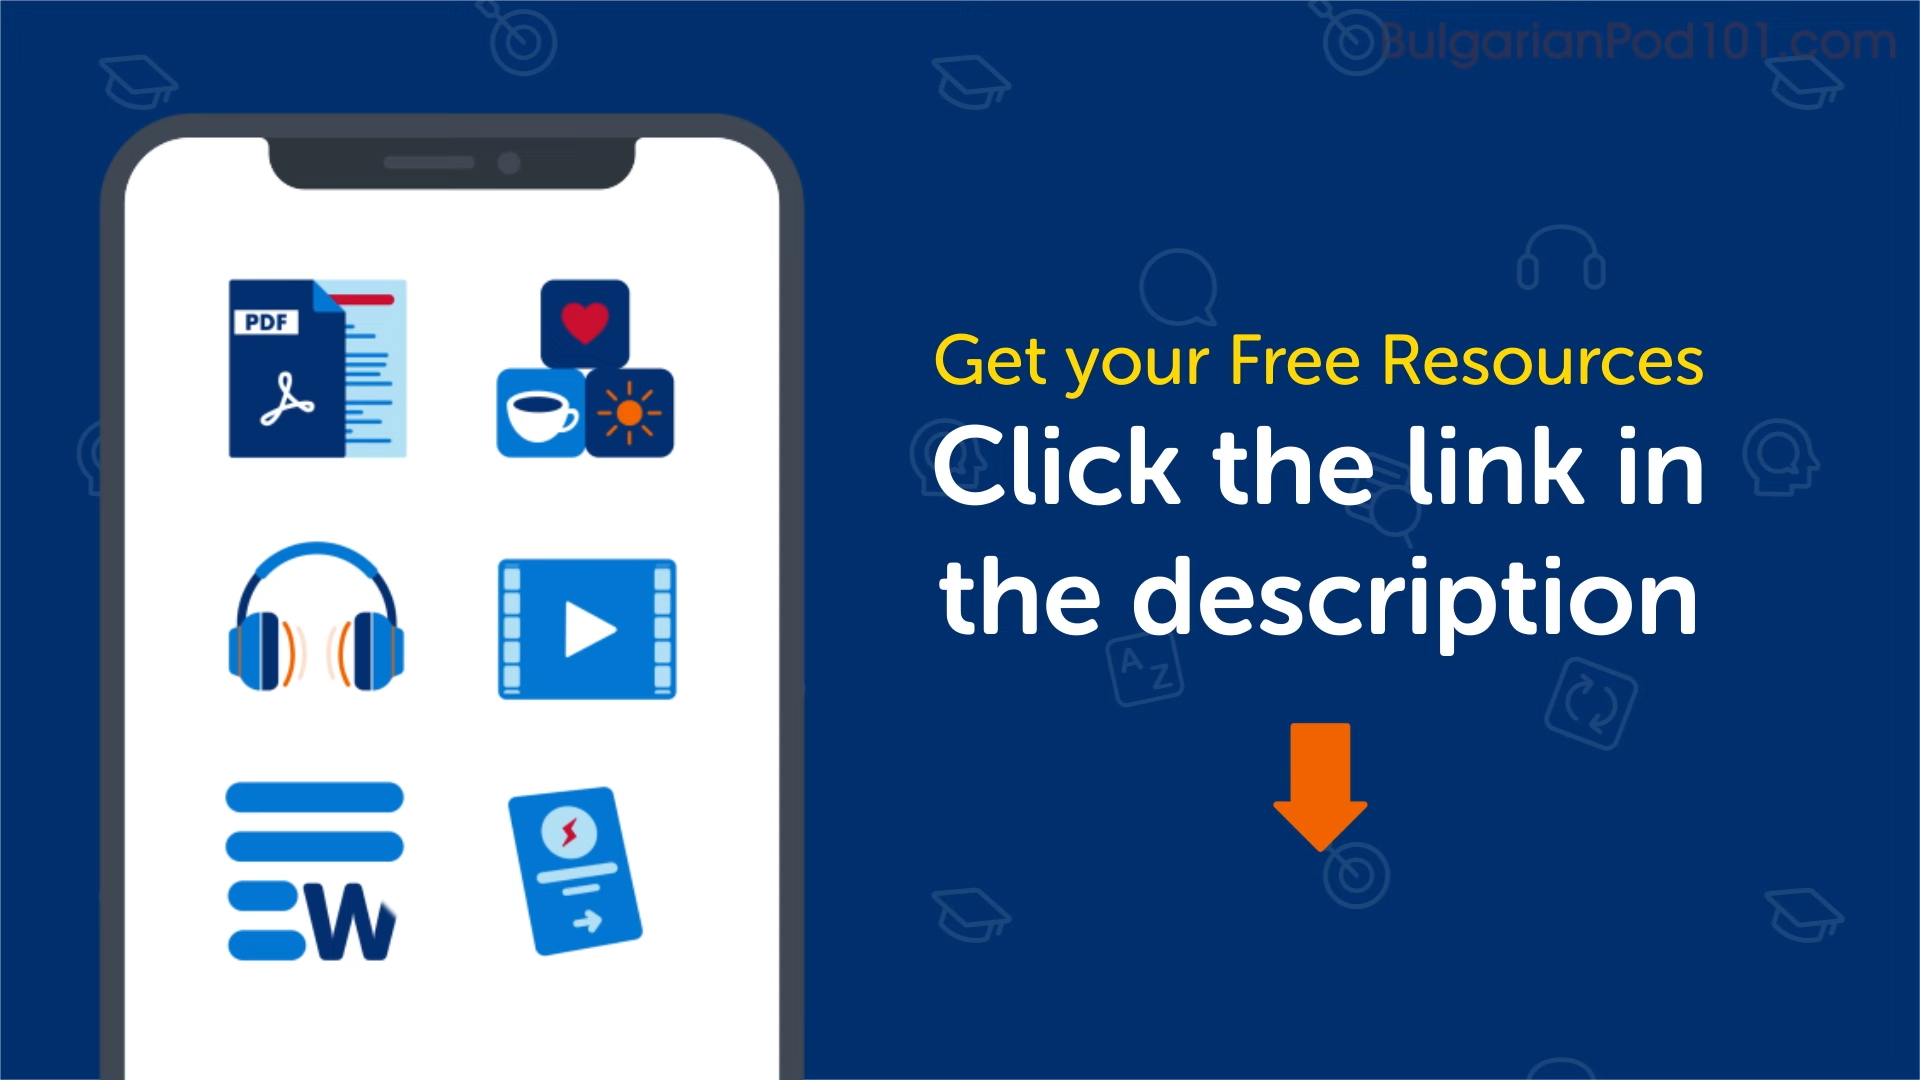 BulgarianPod101.com
PDF
Get your Free Resources
Click the link in
the description
A Z
W